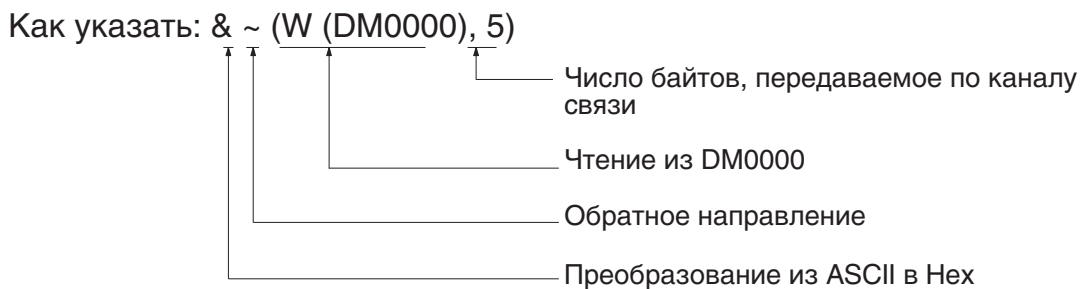 Как указать: & ~ (W (DM0000), 5)
Число байтов, передаваемое по каналу
связи
Чтение из DM0000
Обратное направление
Преобразование из ASCII в Hex